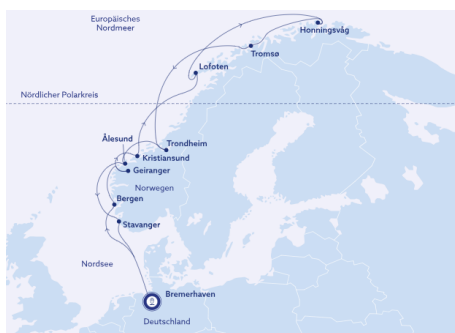 Europäisches
Nordmeer
Honningsvåg
Tromsø
Lofoten
Nördlicher Polarkreis
Ålesund
Trondheim
Kristiansund
Geiranger
Norwegen
Bergen
Stavanger
Nordsee
Bremerhaven
Deutschland